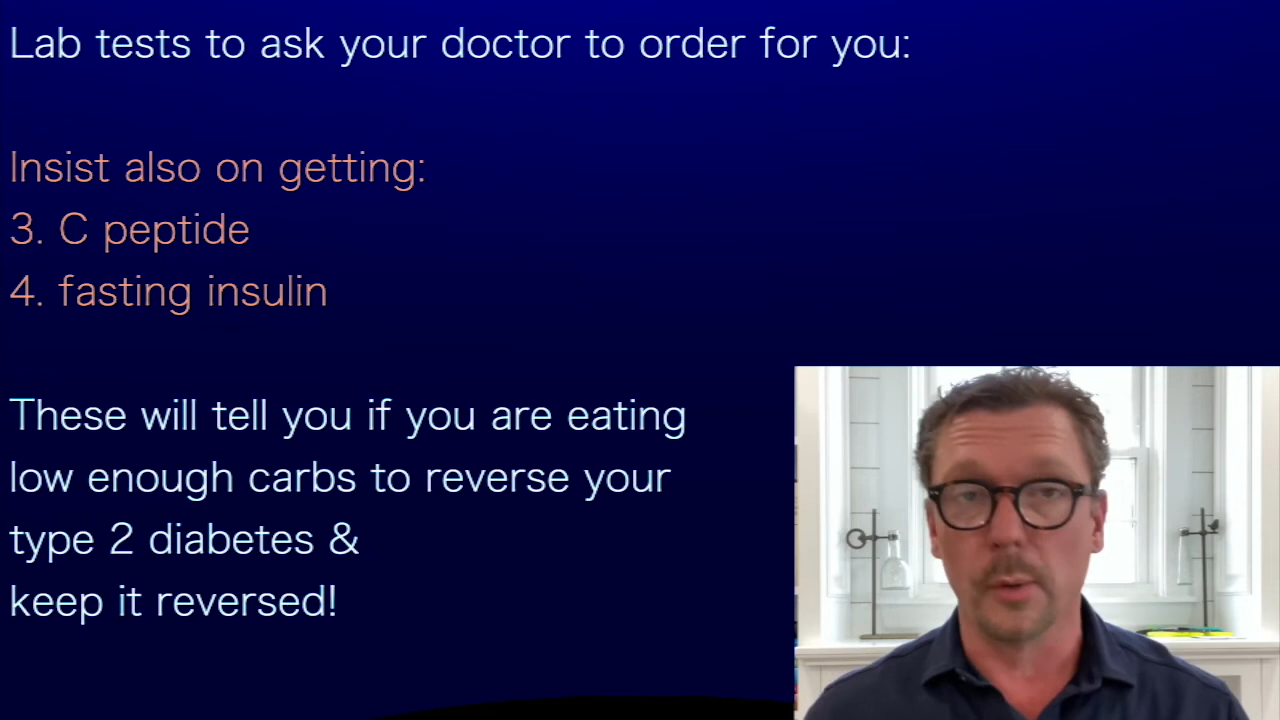 Lab tests to ask your doctor to order for you:
Insist also on getting:
3. C peptide
4. fasting insulin
These will tell you if you are eating
low enough carbs to reverse your
type 2 diabetes &
keep it reversed!